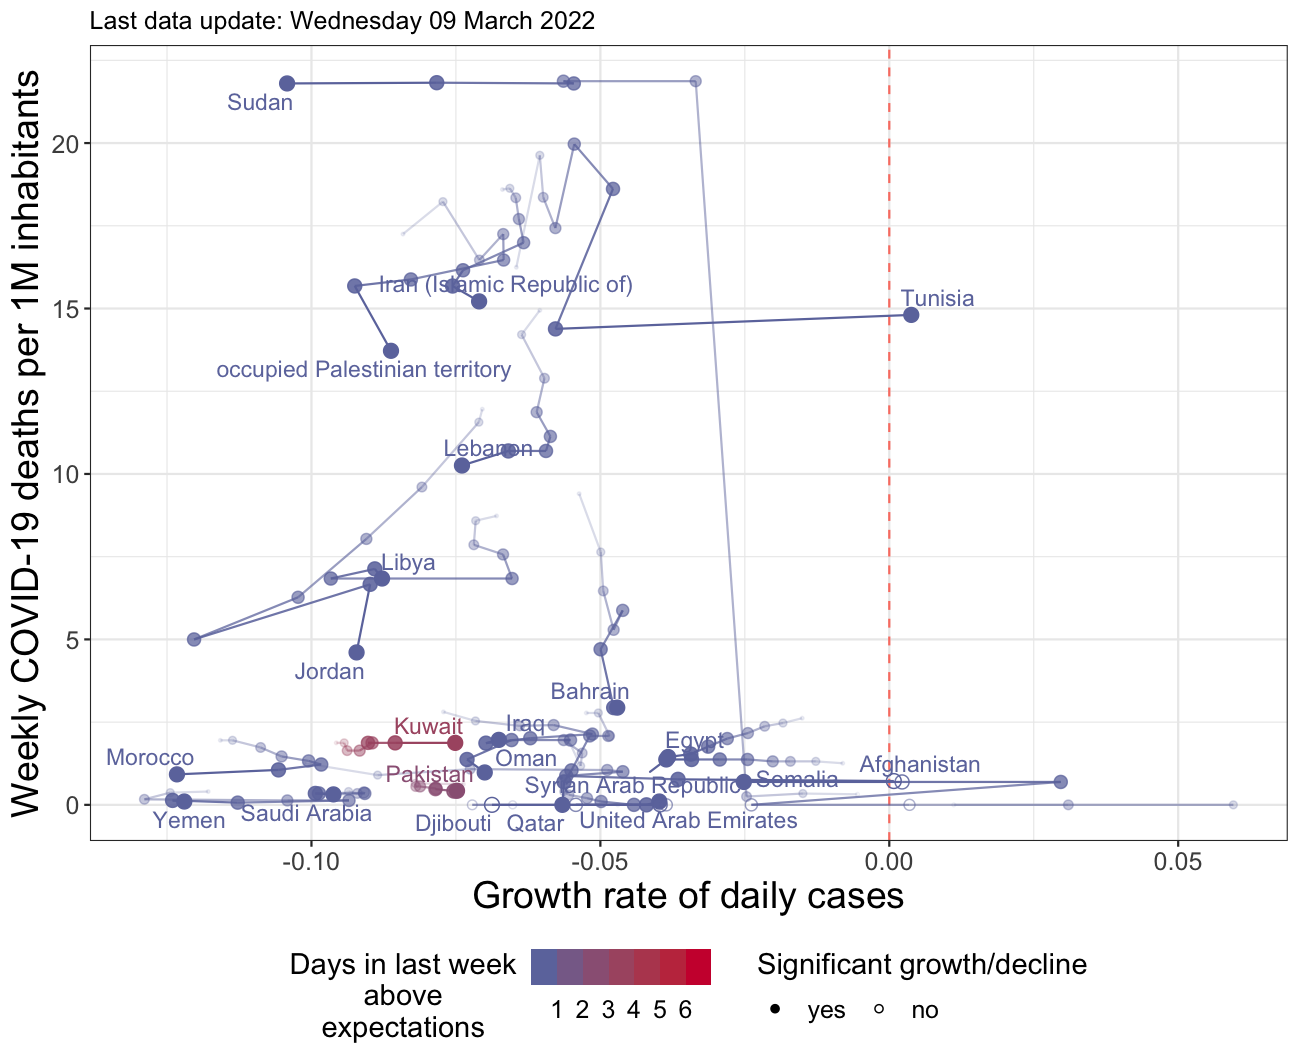 Last data update: Wednesday 09 March 2022
Weekly COVID-19 deaths per 1M inhabitants
20
15
10
5
0
Sudan
Tunisia
Iran (Islamic Republic of)
occupied Palestinian territory
Lebanon
Libya
Jordan
Bahrain
Kuwait
Iraq
Egypt
Morocco
Oman
Afghanistan
Pakistan
Syrian Arab Republic
Somalia
Yemen
Saudi Arabia
Djibouti
Qatar
United Arab Emirates
-0.10
-0.05
0.00
0.05
Growth rate of daily cases
Days in last week
above
expectations
1 2 3 4 5 6
Significant growth/decline
yes
no